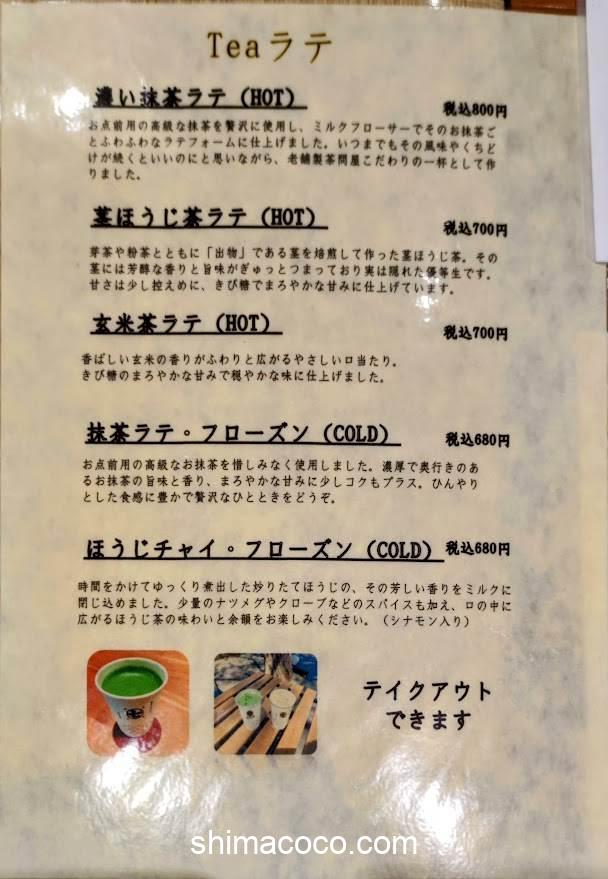 Teaラテ
濃い抹茶ラテ (HOT)
税込800円
お点前用の高級な抹茶を贅沢に使用し、ミルクフローサーでそのお抹茶ご
とふわふわなラテフォームに仕上げました。いつまでもその風味やくちど
けが続くといいのにと思いながら、老舗製茶問屋こだわりの一杯として作
りました。
茎ほうじ茶ラテ (HOT)
税込700円
芽茶や粉茶とともに「出物」である茎を焙煎して作った茎ほうじ茶。その
茎には芳醇な香りと旨味がぎゅっとつまっており実は隠れた優等生です。
甘さは少し控えめに、きび糖でまろやかな甘みに仕上げています。
玄米茶ラテ (HOT)
税込700円
香ばしい玄米の香りがふわりと広がるやさしい口当たり。
きび糖のまろやかな甘みで穏やかな味に仕上げました。
抹茶ラテ・フローズン (COLD)
税込680円
お点前用の高級なお抹茶を惜しみなく使用しました。濃厚で奥行きのあ
るお抹茶の旨味と香り、まろやかな甘みに少しコクもプラス。ひんやり
とした食感に豊かで贅沢なひとときをどうぞ。
ほうじチャイ・フローズン (COLD)
税込680円
時間をかけてゆっくり煮出した炒りたてほうじの、その芳しい香りをミルクに
閉じ込めました。少量のナツメグやクローブなどのスパイスも加え、口の中に
広がるほうじ茶の味わいと余韻をお楽しみください。（シナモン入り）
テイクアウト
できます
shimacoco.com